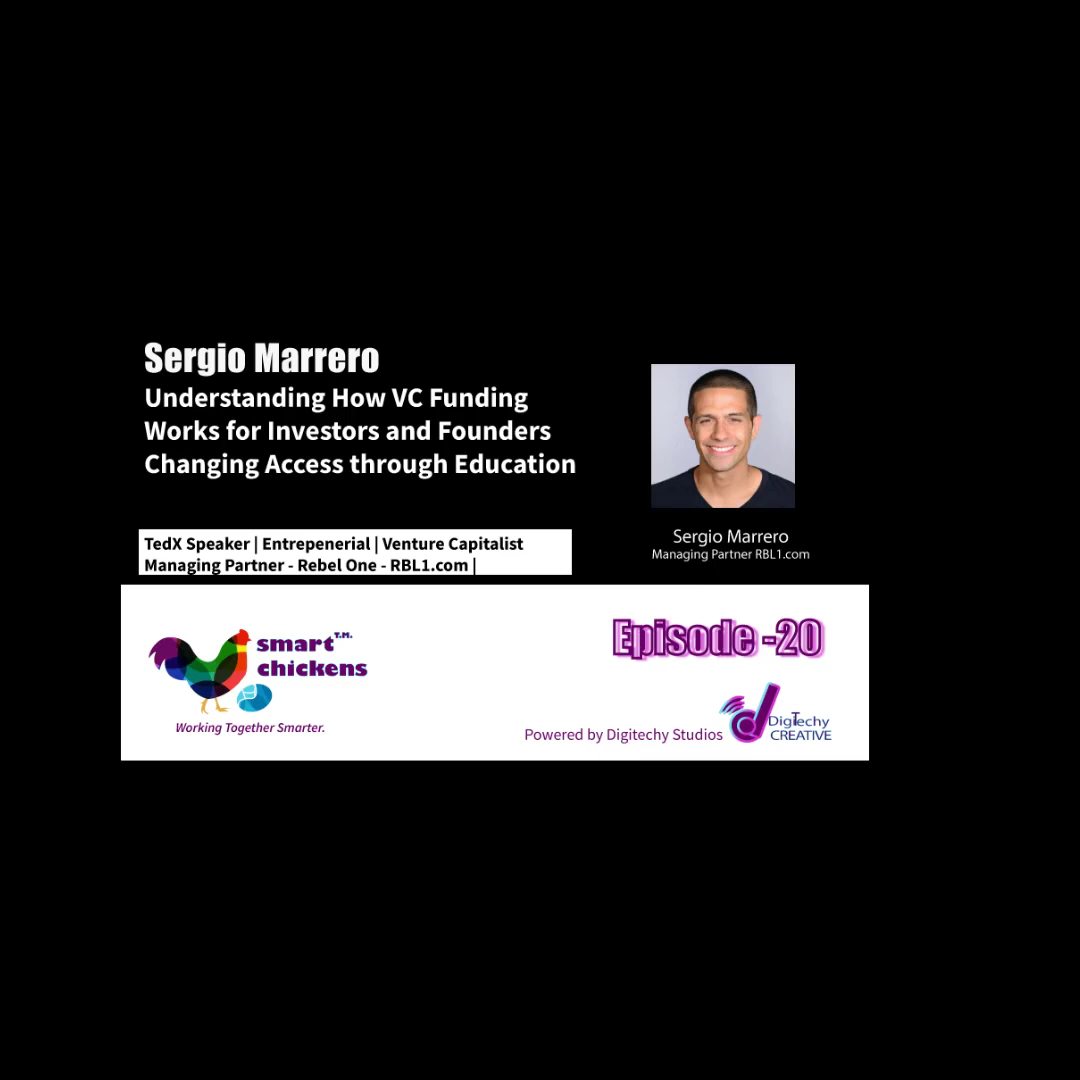 Sergio Marrero
Understanding How VC Funding
Works for Investors and Founders
Changing Access through Education
TedX Speaker | Entrepenerial | Venture Capitalist
Managing Partner - Rebel One - RBL1.com |
Sergio Marrero
Managing Partner RBL1.com
smart T.M.
chickens
Working Together Smarter.
Episode -20
Powered by Digitechy Studios
DigiTechy
CREATIVE